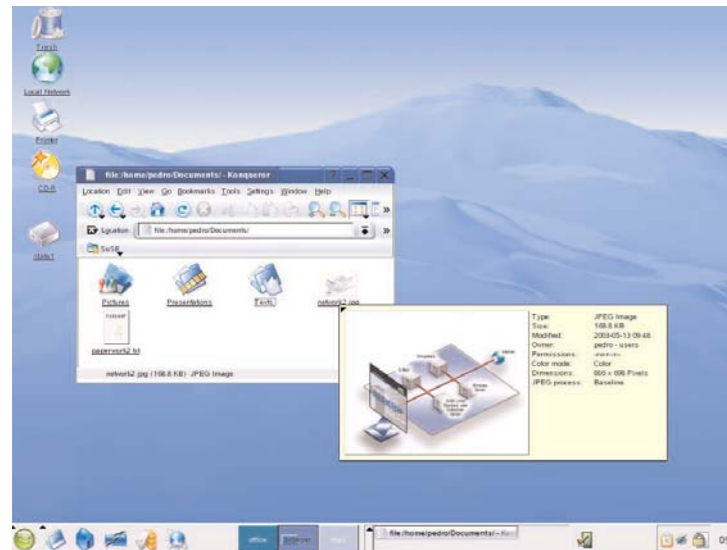 Trash
Local Network
Printer
CD-R
data1
file:/home/pedro/Documents/ - Konqueror
Location Edit View Go Bookmarks Tools Settings Window Help
Location file:/home/pedro/Documents/
SuSE
Pictures
Presentations
Texts
network2.jpg
paperwork2.txt
network2.jpg (168.8 KB) JPEG Image
Type: JPEG Image
Size: 168.8 KB
Modified: 2003-05-13 09:48
Owner: pedro - users
Permissions:
Color mode: Color
Dimensions:
JPEG process: Baseline
office
file:/home/pedro/Documents/ - Ko